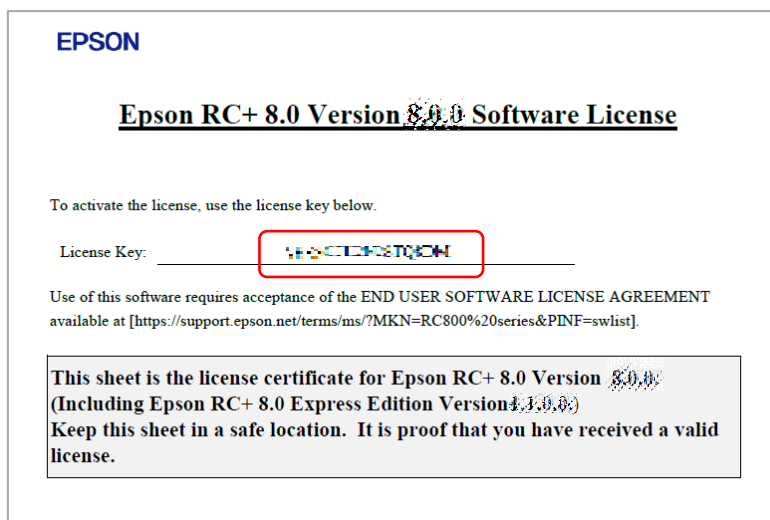 EPSON
Epson RC+ 8.0 Version Software License
To activate the license, use the license key below.
License Key:
Use of this software requires acceptance of the END USER SOFTWARE LICENSE AGREEMENT
available at [https://support.epson.net/terms/ms/?MKN=RC800%20series&PINF=swlist].
This sheet is the license certificate for Epson RC+ 8.0 Version
(Including Epson RC+ 8.0 Express Edition Version
Keep this sheet in a safe location. It is proof that you have received a valid
license.